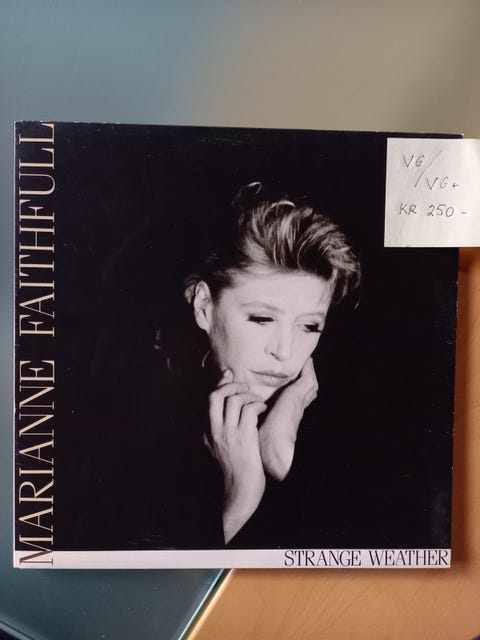 MARIANNE FAITHFULL
VG/
VG+
KR 250-
STRANGE WEATHER